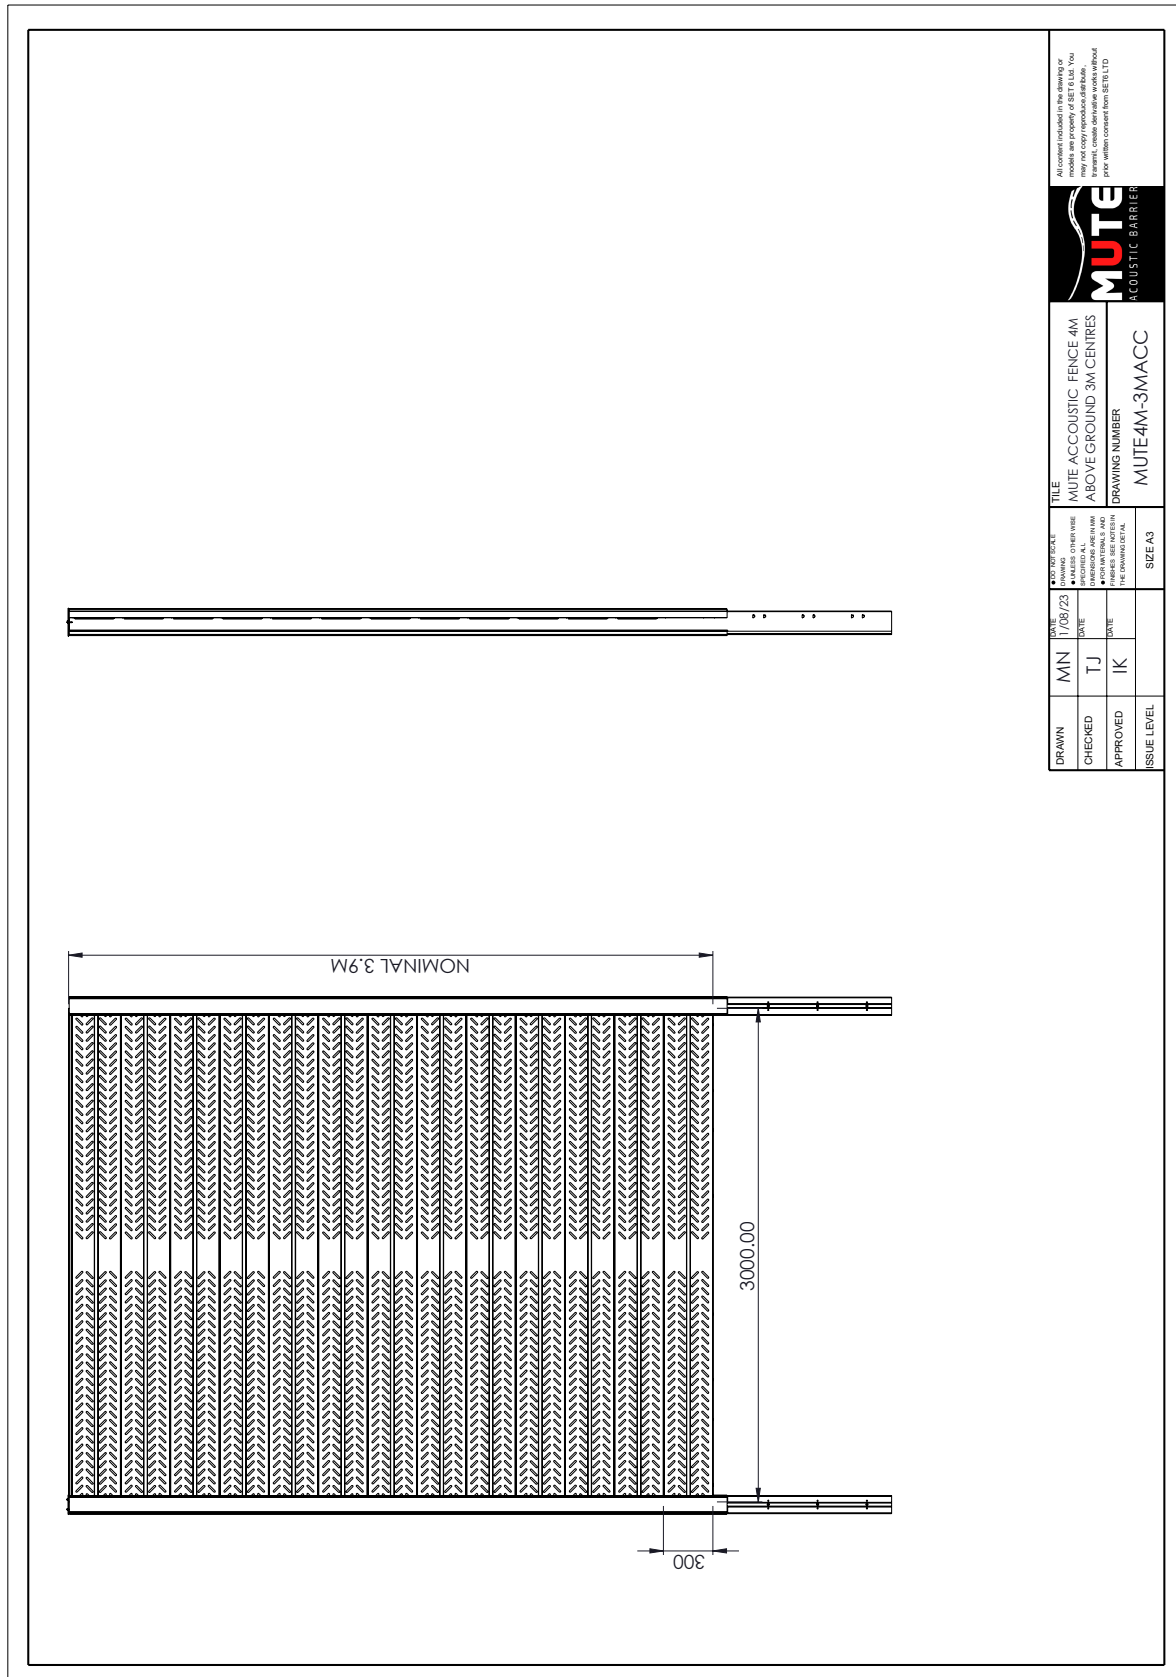 NOMINAL 3.9M
3000.00
300
DRAWN
MN
DATE
1/08/23
CHECKED
TJ
DATE
APPROVED
IK
DATE
ISSUE LEVEL
● DO NOT SCALE
DRAWING
● UNLESS OTHER WISE
SPECIFIED ALL
DIMENSIONS ARE IN MM
● FOR MATERIALS AND
FINISHES SEE NOTES IN
THE DRAWING DETAIL
SIZE A3
TILE
MUTE ACCOUSTIC FENCE 4M
ABOVE GROUND 3M CENTRES
DRAWING NUMBER
MUTE4M-3MACC
MUTE
ACOUSTIC BARRIER
All content included in the drawing or
models are property of SET 6 Ltd. You
may not copy reproduce,distribute,
transmit, create derivative works without
prior written consent from SET6 LTD